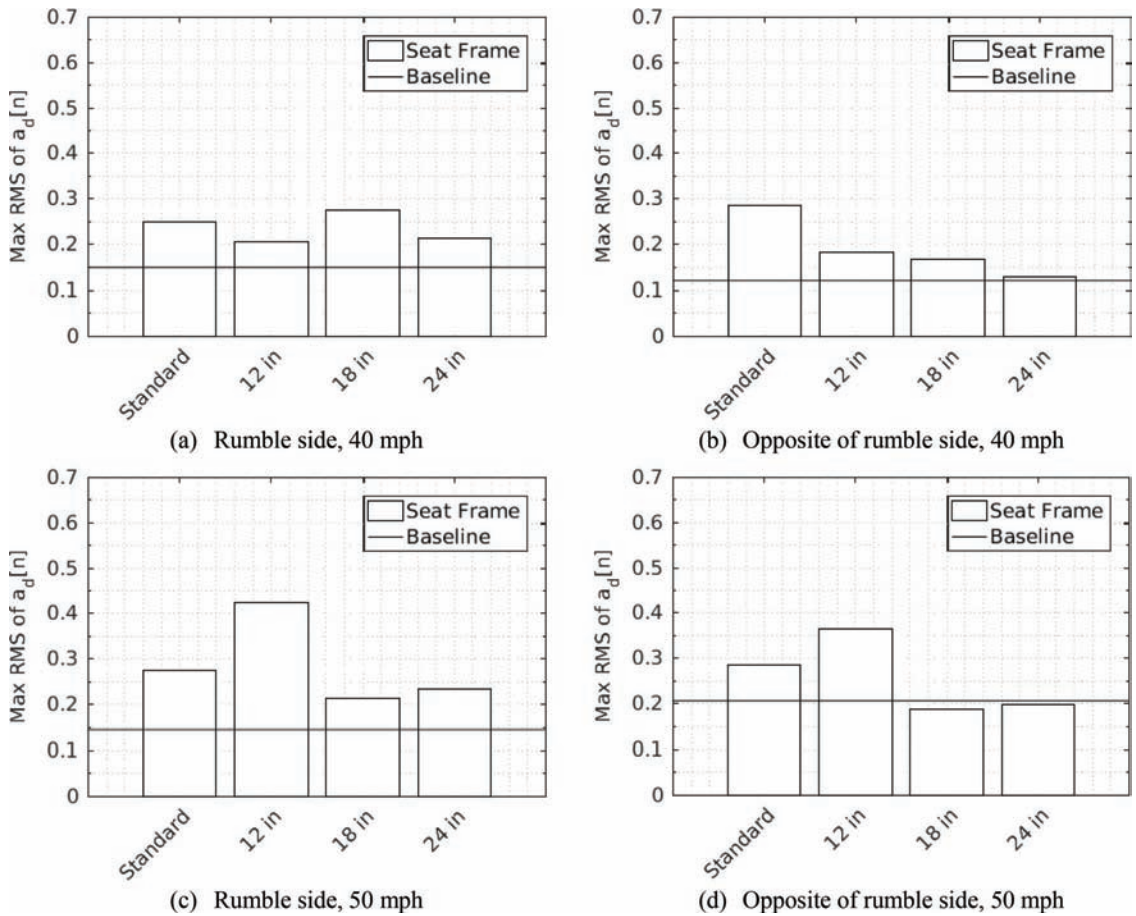 0.7
0.6
0.5
0.4
0.3
0.2
0.1
0
Max RMS of a_d[n]
Seat Frame
Baseline
Standard
12 in
18 in
24 in
(a) Rumble side, 40 mph
0.7
0.6
0.5
0.4
0.3
0.2
0.1
0
Max RMS of a_d[n]
Seat Frame
Baseline
Standard
12 in
18 in
24 in
(b) Opposite of rumble side, 40 mph
0.7
0.6
0.5
0.4
0.3
0.2
0.1
0
Max RMS of a_d[n]
Seat Frame
Baseline
Standard
12 in
18 in
24 in
(c) Rumble side, 50 mph
0.7
0.6
0.5
0.4
0.3
0.2
0.1
0
Max RMS of a_d[n]
Seat Frame
Baseline
Standard
12 in
18 in
24 in
(d) Opposite of rumble side, 50 mph